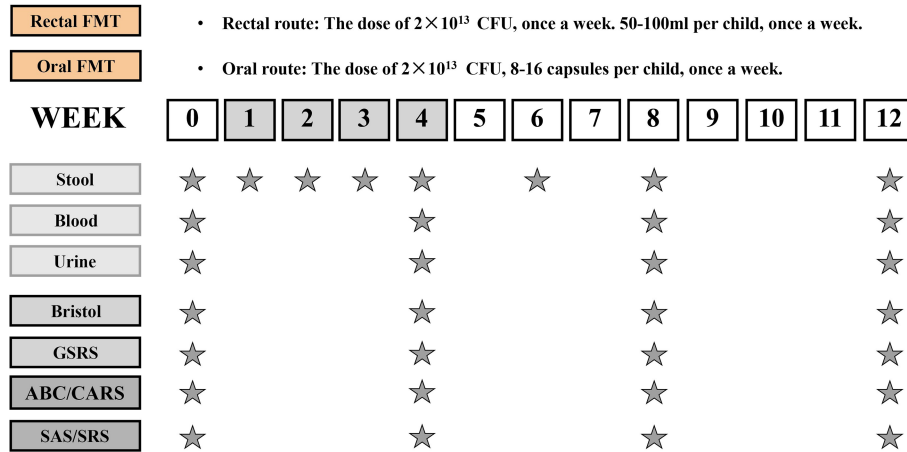 Rectal FMT • Rectal route: The dose of 2×10¹³ CFU, once a week. 50-100ml per child, once a week.
Oral FMT • Oral route: The dose of 2×10¹³ CFU, 8-16 capsules per child, once a week.
WEEK 0 1 2 3 4 5 6 7 8 9 10 11 12
Stool
Blood
Urine
Bristol
GSRS
ABC/CARS
SAS/SRS